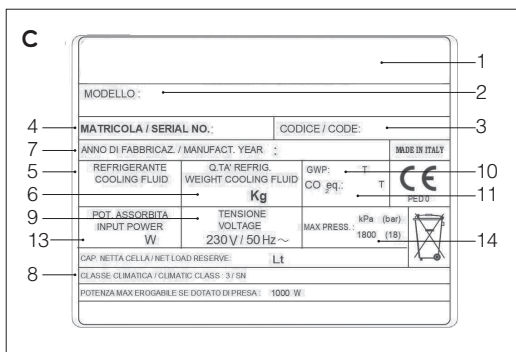 C
1
MODELLO :
2
4 MATRICOLA / SERIAL NO.: CODICE / CODE: 3
7 ANNO DI FABBRICAZ. / MANUFACT. YEAR : MADE IN ITALY
5 REFRIGERANTE Q.TA' REFRIG. GWP: T 10
COOLING FLUID WEIGHT COOLING FLUID CO2 eq.: T CE
6 Kg 11
PED 0
9 POT. ASSORBITA TENSIONE kPa (bar)
INPUT POWER VOLTAGE MAX PRESS. : 1800 (18)
13 W 230 V / 50 Hz ~ 14
CAP. NETTA CELLA / NET LOAD RESERVE: Lt
8 CLASSE CLIMATICA / CLIMATIC CLASS : 3 / SN
POTENZA MAX EROGABILE SE DOTATO DI PRESA : 1000 W